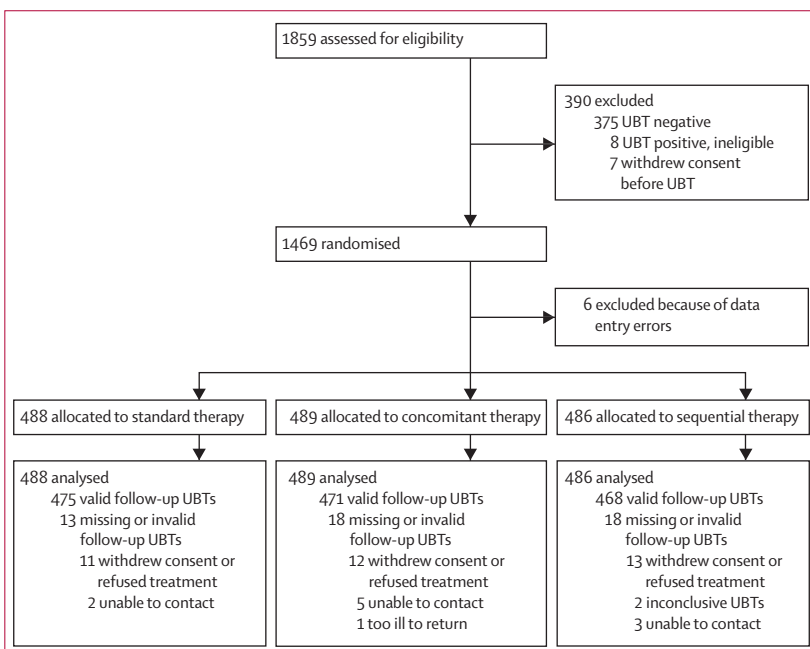 1859 assessed for eligibility
390 excluded
375 UBT negative
8 UBT positive, ineligible
7 withdrew consent
before UBT
1469 randomised
6 excluded because of data
entry errors
488 allocated to standard therapy
489 allocated to concomitant therapy
486 allocated to sequential therapy
488 analysed
475 valid follow-up UBTs
13 missing or invalid
follow-up UBTs
11 withdrew consent or
refused treatment
2 unable to contact
489 analysed
471 valid follow-up UBTs
18 missing or invalid
follow-up UBTs
12 withdrew consent or
refused treatment
5 unable to contact
1 too ill to return
486 analysed
468 valid follow-up UBTs
18 missing or invalid
follow-up UBTs
13 withdrew consent or
refused treatment
2 inconclusive UBTs
3 unable to contact